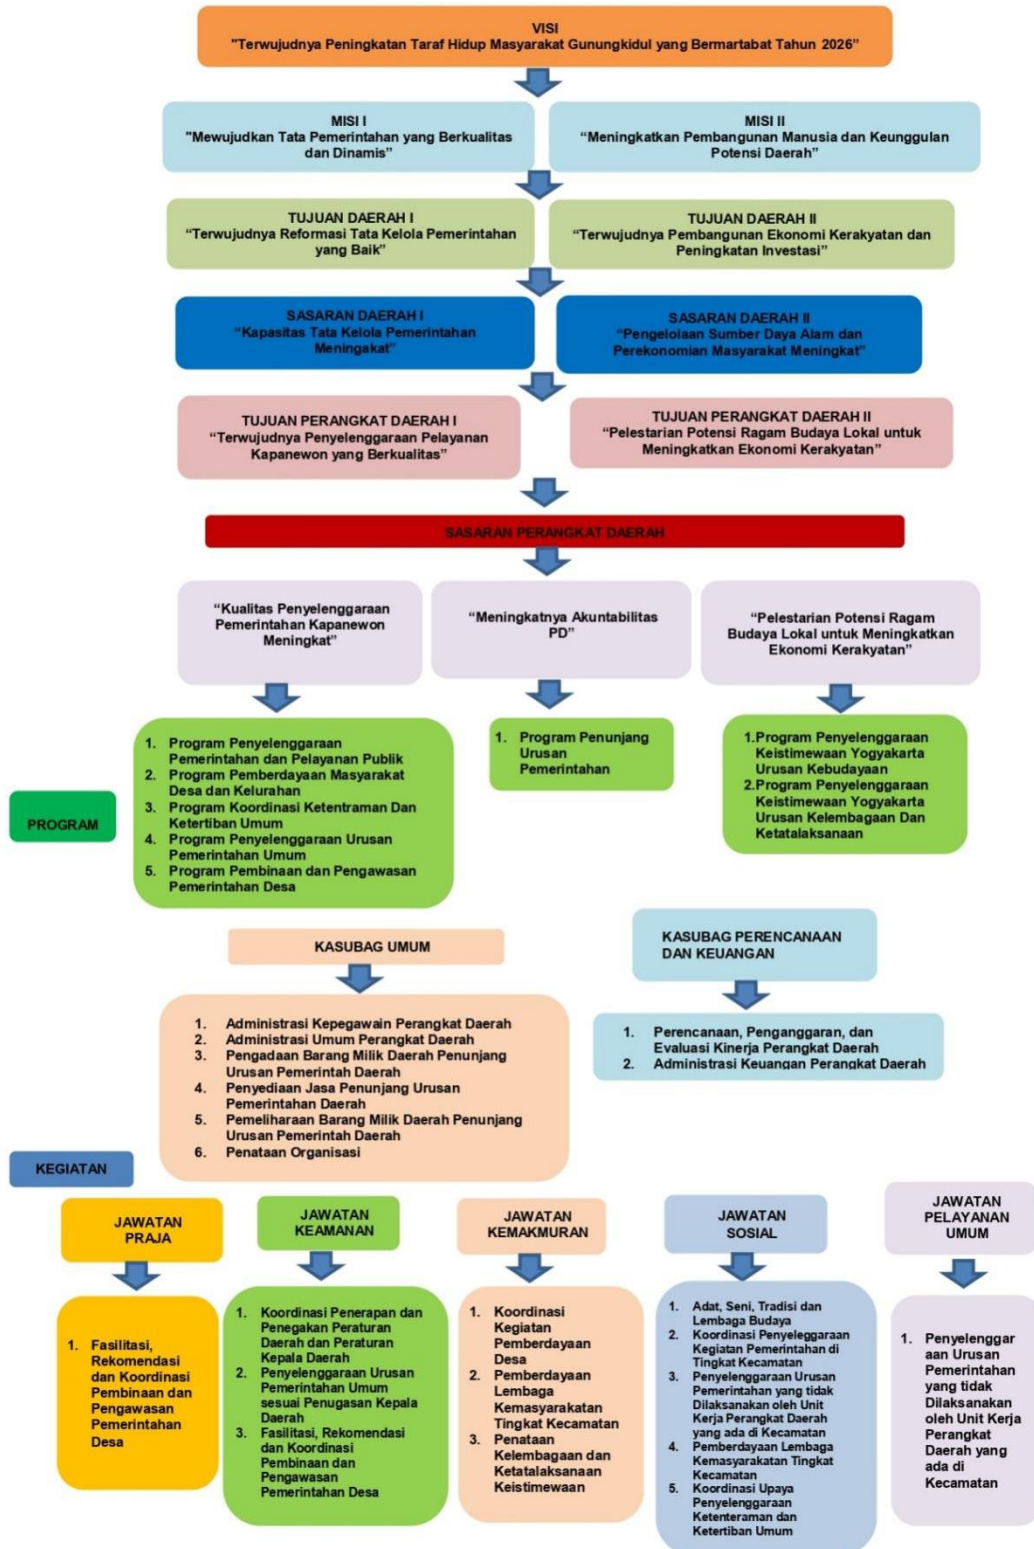 VISI
"Terwujudnya Peningkatan Taraf Hidup Masyarakat Gunungkidul yang Bermartabat Tahun 2026”
MISI I
"Mewujudkan Tata Pemerintahan yang Berkualitas
dan Dinamis”
MISI II
“Meningkatkan Pembangunan Manusia dan Keunggulan
Potensi Daerah”
TUJUAN DAERAH I
“Terwujudnya Reformasi Tata Kelola Pemerintahan
yang Baik”
TUJUAN DAERAH II
“Terwujudnya Pembangunan Ekonomi Kerakyatan dan
Peningkatan Investasi”
SASARAN DAERAH I
“Kapasitas Tata Kelola Pemerintahan
Meningakat”
SASARAN DAERAH II
“Pengelolaan Sumber Daya Alam dan
Perekonomian Masyarakat Meningkat”
TUJUAN PERANGKAT DAERAH I
“Terwujudnya Penyelenggaraan Pelayanan
Kapanewon yang Berkualitas”
TUJUAN PERANGKAT DAERAH II
“Pelestarian Potensi Ragam Budaya Lokal untuk
Meningkatkan Ekonomi Kerakyatan”
SASARAN PERANGKAT DAERAH
“Kualitas Penyelenggaraan
Pemerintahan Kapanewon
Meningkat”
“Meningkatnya Akuntabilitas
PD”
“Pelestarian Potensi Ragam
Budaya Lokal untuk Meningkatkan
Ekonomi Kerakyatan”
PROGRAM
1. Program Penyelenggaraan
Pemerintahan dan Pelayanan Publik
2. Program Pemberdayaan Masyarakat
Desa dan Kelurahan
3. Program Koordinasi Ketentraman Dan
Ketertiban Umum
4. Program Penyelenggaraan Urusan
Pemerintahan Umum
5. Program Pembinaan dan Pengawasan
Pemerintahan Desa
1. Program Penunjang
Urusan
Pemerintahan
1.Program Penyelenggaraan
Keistimewaan Yogyakarta
Urusan Kebudayaan
2.Program Penyelenggaraan
Keistimewaan Yogyakarta
Urusan Kelembagaan Dan
Ketatalaksanaan
KASUBAG UMUM
1. Administrasi Kepegawain Perangkat Daerah
2. Administrasi Umum Perangkat Daerah
3. Pengadaan Barang Milik Daerah Penunjang
Urusan Pemerintah Daerah
4. Penyediaan Jasa Penunjang Urusan
Pemerintahan Daerah
5. Pemeliharaan Barang Milik Daerah Penunjang
Urusan Pemerintah Daerah
6. Penataan Organisasi
KASUBAG PERENCANAAN
DAN KEUANGAN
1. Perencanaan, Penganggaran, dan
Evaluasi Kinerja Perangkat Daerah
2. Administrasi Keuangan Perangkat Daerah
KEGIATAN
JAWATAN
PRAJA
1. Fasilitasi,
Rekomendasi
dan Koordinasi
Pembinaan dan
Pengawasan
Pemerintahan
Desa
JAWATAN
KEAMANAN
1. Koordinasi Penerapan dan
Penegakan Peraturan
Daerah dan Peraturan
Kepala Daerah
2. Penyelenggaraan Urusan
Pemerintahan Umum
sesuai Penugasan Kepala
Daerah
3. Fasilitasi, Rekomendasi
dan Koordinasi
Pembinaan dan
Pengawasan
Pemerintahan Desa
JAWATAN
KEMAKMURAN
1. Koordinasi
Kegiatan
Pemberdayaan
Desa
2. Pemberdayaan
Lembaga
Kemasyarakatan
Tingkat Kecamatan
3. Penataan
Kelembagaan dan
Ketatalaksanaan
Keistimewaan
JAWATAN
SOSIAL
1. Adat, Seni, Tradisi dan
Lembaga Budaya
2. Koordinasi Penyeleggaraan
Kegiatan Pemerintahan di
Tingkat Kecamatan
3. Penyelenggaraan Urusan
Pemerintahan yang tidak
Dilaksanakan oleh Unit
Kerja Perangkat Daerah
yang ada di Kecamatan
4. Pemberdayaan Lembaga
Kemasyarakatan Tingkat
Kecamatan
5. Koordinasi Upaya
Penyelenggaraan
Ketenteraman dan
Ketertiban Umum
JAWATAN
PELAYANAN
UMUM
1. Penyelenggar
aan Urusan
Pemerintahan
yang tidak
Dilaksanakan
oleh Unit Kerja
Perangkat
Daerah yang
ada di
Kecamatan